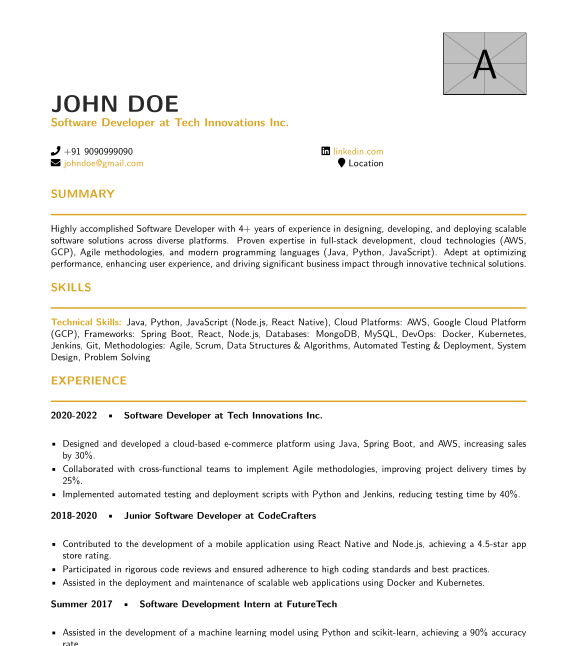 A
JOHN DOE
Software Developer at Tech Innovations Inc.
+91 9090999090
linkedin.com
johndoe@gmail.com
Location
SUMMARY
Highly accomplished Software Developer with 4+ years of experience in designing, developing, and deploying scalable
software solutions across diverse platforms. Proven expertise in full-stack development, cloud technologies (AWS,
GCP), Agile methodologies, and modern programming languages (Java, Python, JavaScript). Adept at optimizing
performance, enhancing user experience, and driving significant business impact through innovative technical solutions.
SKILLS
Technical Skills: Java, Python, JavaScript (Node.js, React Native), Cloud Platforms: AWS, Google Cloud Platform
(GCP), Frameworks: Spring Boot, React, Node.js, Databases: MongoDB, MySQL, DevOps: Docker, Kubernetes,
Jenkins, Git, Methodologies: Agile, Scrum, Data Structures & Algorithms, Automated Testing & Deployment, System
Design, Problem Solving
EXPERIENCE
2020-2022 ▪ Software Developer at Tech Innovations Inc.
▪ Designed and developed a cloud-based e-commerce platform using Java, Spring Boot, and AWS, increasing sales
by 30%.
▪ Collaborated with cross-functional teams to implement Agile methodologies, improving project delivery times by
25%.
▪ Implemented automated testing and deployment scripts with Python and Jenkins, reducing testing time by 40%.
2018-2020 ▪ Junior Software Developer at CodeCrafters
▪ Contributed to the development of a mobile application using React Native and Node.js, achieving a 4.5-star app
store rating.
▪ Participated in rigorous code reviews and ensured adherence to high coding standards and best practices.
▪ Assisted in the deployment and maintenance of scalable web applications using Docker and Kubernetes.
Summer 2017 ▪ Software Development Intern at FutureTech
▪ Assisted in the development of a machine learning model using Python and scikit-learn, achieving a 90% accuracy
rate